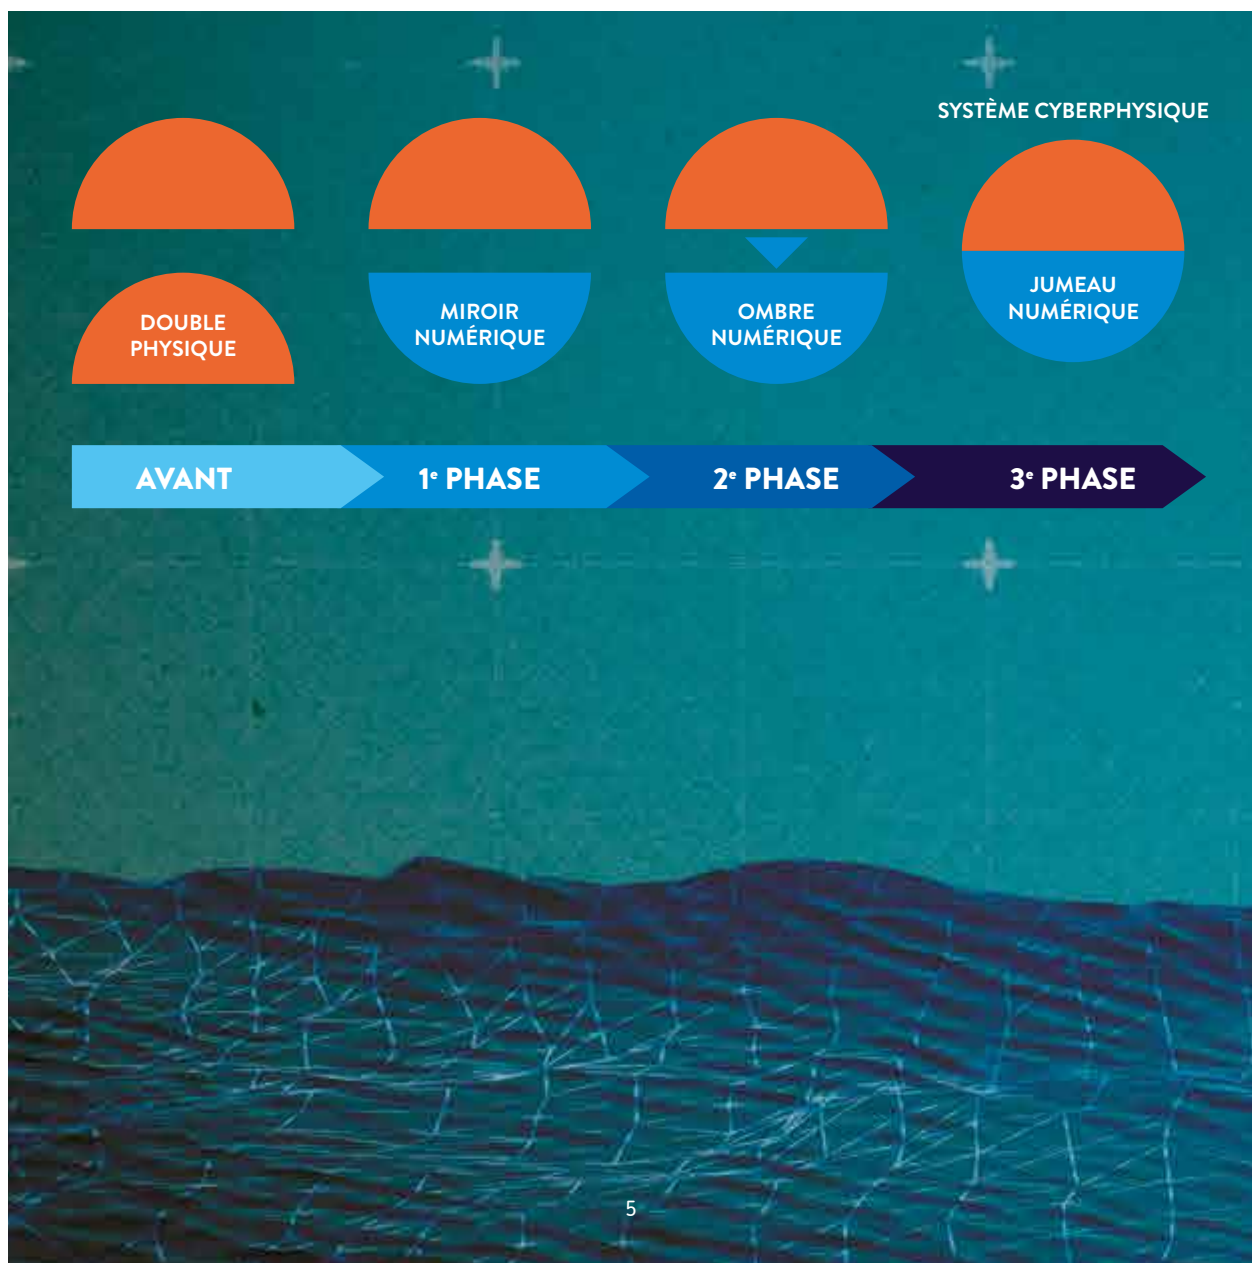 SYSTÈME CYBERPHYSIQUE
DOUBLE
PHYSIQUE
MIROIR
NUMÉRIQUE
OMBRE
NUMÉRIQUE
JUMEAU
NUMÉRIQUE
AVANT
1e PHASE
2e PHASE
3e PHASE
5